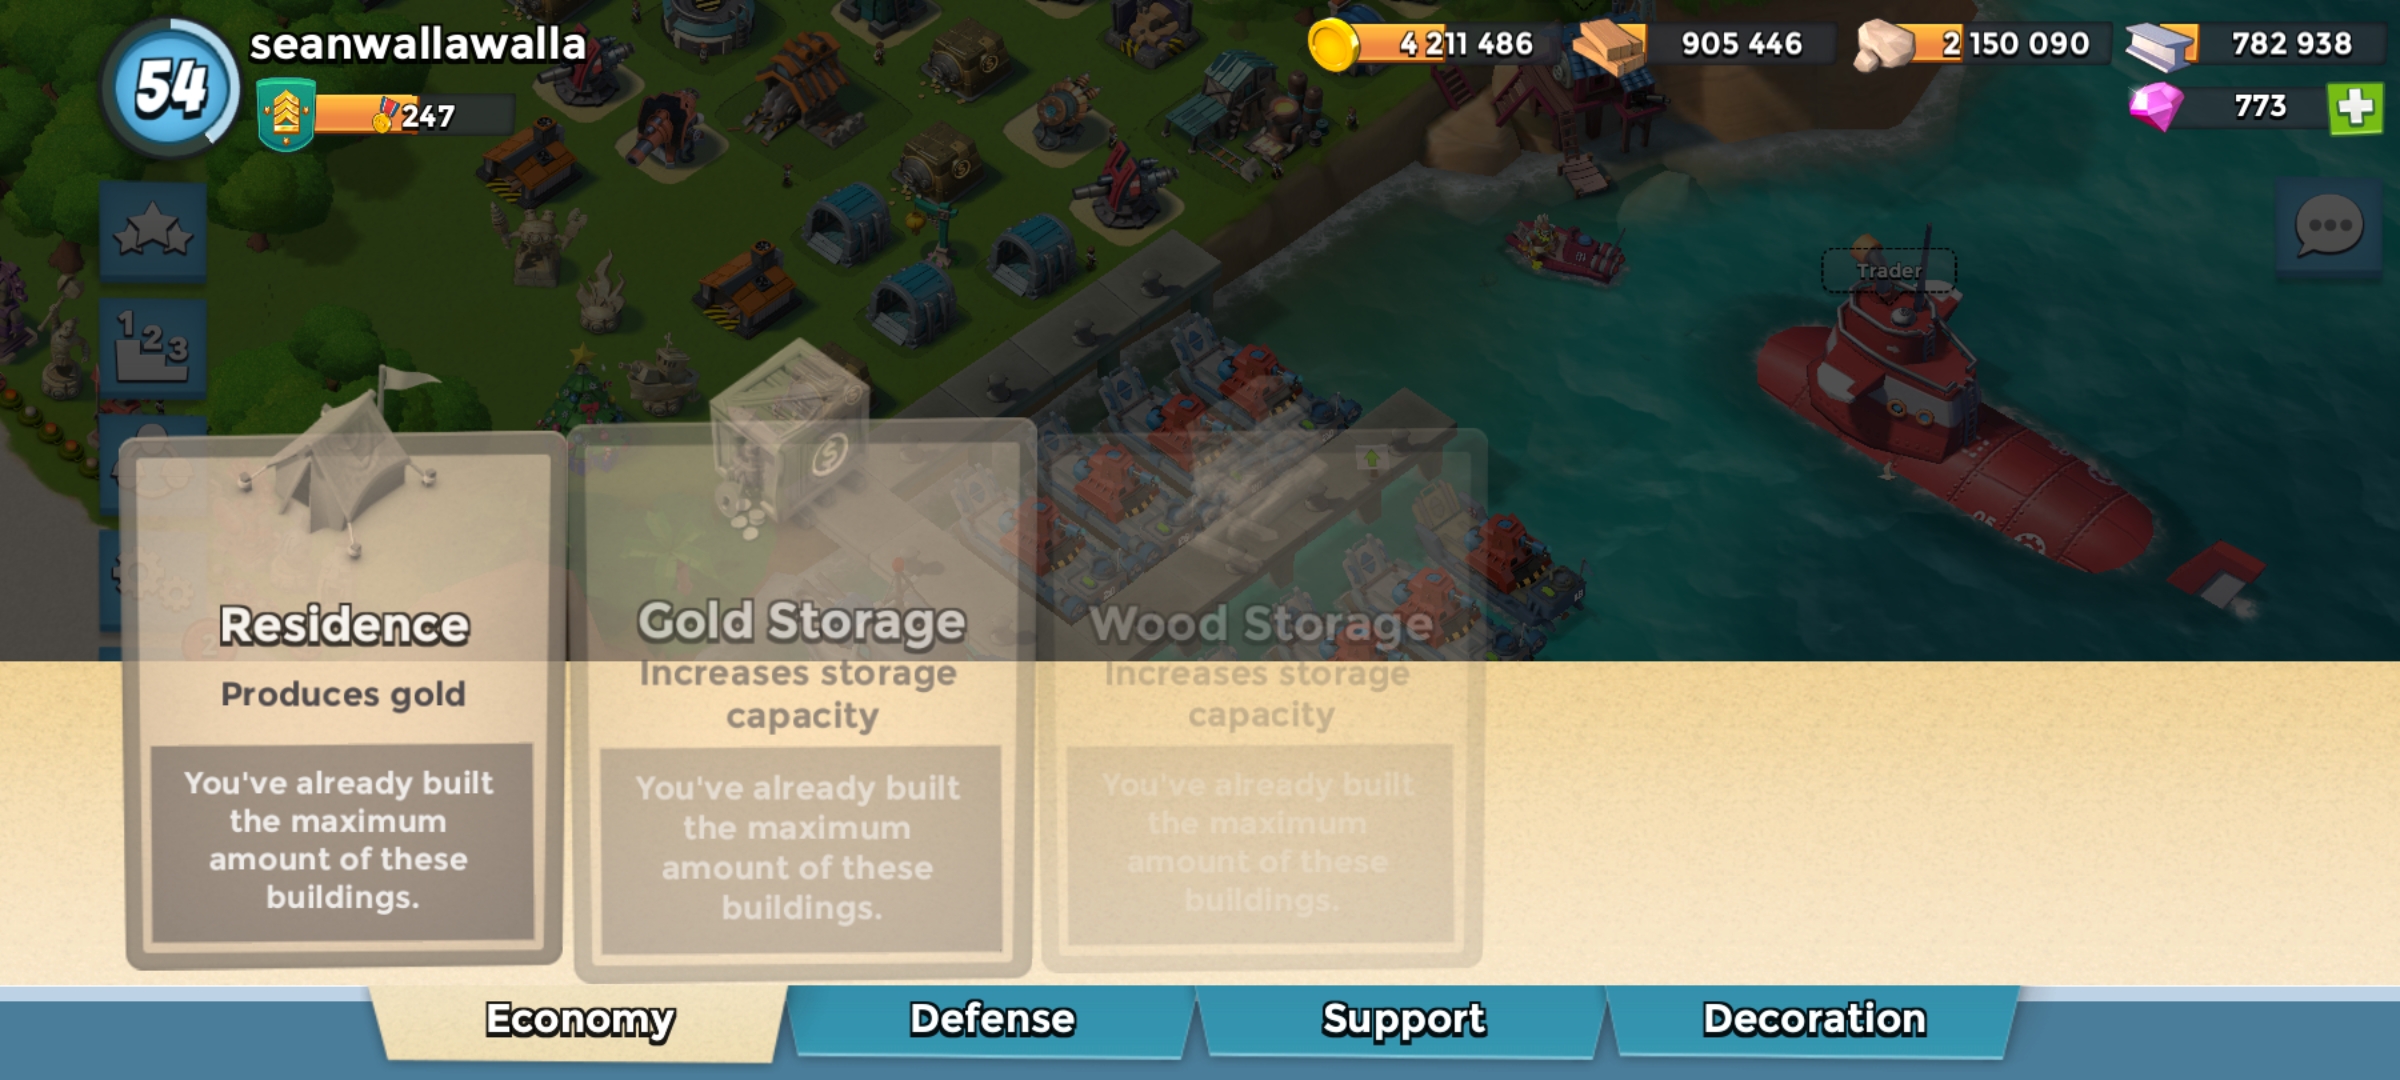 54
seanwallawalla
247
4 211 486
905 446
2 150 090
782 938
773
123
Trader
Residence
Produces gold
You've already built
the maximum
amount of these
buildings.
Gold Storage
Increases storage
capacity
You've already built
the maximum
amount of these
buildings.
Wood Storage
Increases storage
capacity
You've already built
the maximum
amount of these
buildings.
Economy
Defense
Support
Decoration